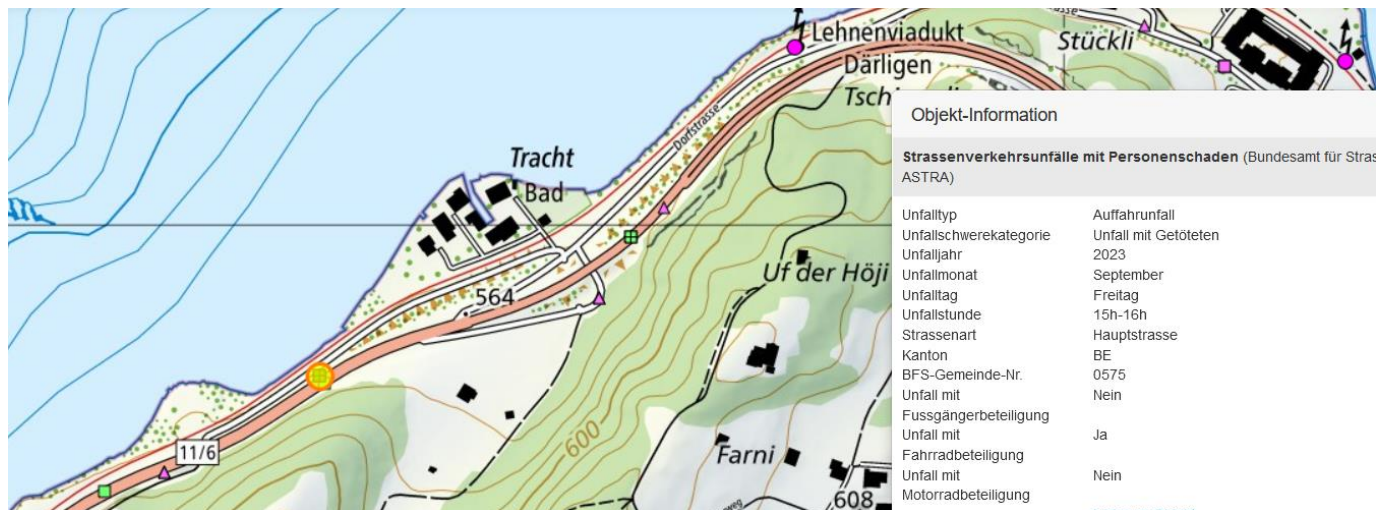 Lehnenviadukt
Därligen
Stückli
Dorfstrasse
Tracht
Bad
Uf der Höji
564
11/6
600
Farni
608
Objekt-Information
Strassenverkehrsunfälle mit Personenschaden (Bundesamt für
ASTRA)
Unfalltyp Auffahrunfall
Unfallschwerekategorie Unfall mit Getöteten
Unfalljahr 2023
Unfallmonat September
Unfalltag Freitag
Unfallstunde 15h-16h
Strassenart Hauptstrasse
Kanton BE
BFS-Gemeinde-Nr. 0575
Unfall mit Nein
Fussgängerbeteiligung
Unfall mit Ja
Fahrradbeteiligung
Unfall mit Nein
Motorradbeteiligung